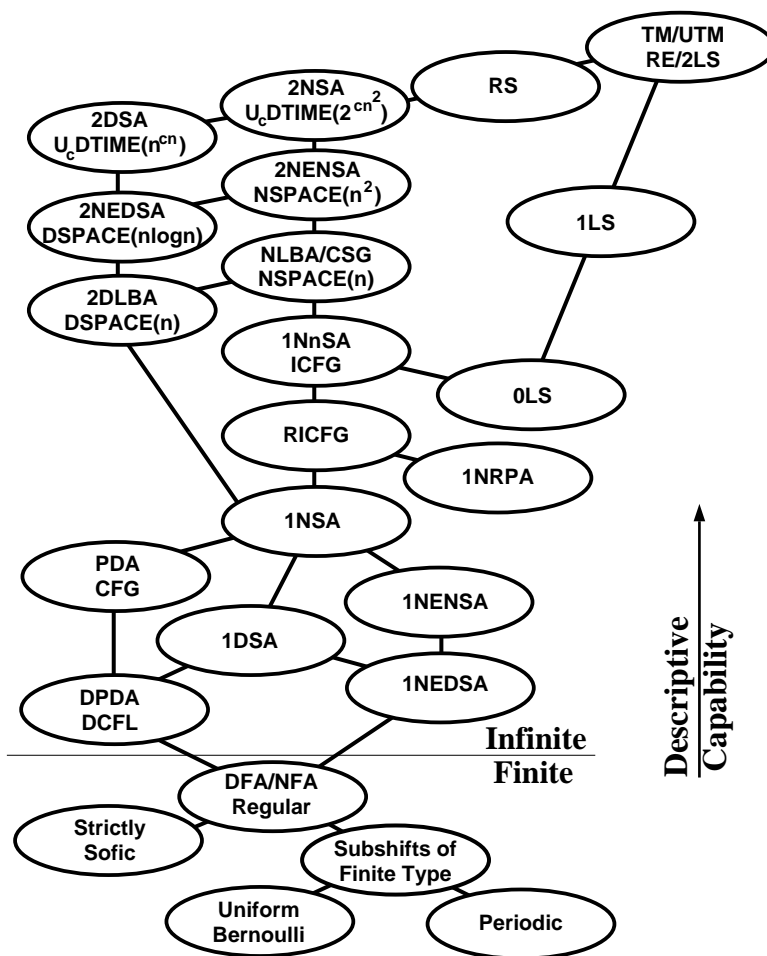 TM/UTM
RE/2LS
RS
2NSA
U_cDTIME(2^{cn^2})
2DSA
U_cDTIME(n^{cn})
2NENSA
NSPACE(n^2)
2NEDSA
DSPACE(nlogn)
1LS
NLBA/CSG
NSPACE(n)
2DLBA
DSPACE(n)
1NnSA
ICFG
0LS
RICFG
1NRPA
1NSA
PDA
CFG
1NENSA
1DSA
1NEDSA
DPDA
DCFL
Infinite
Finite
Descriptive
Capability
DFA/NFA
Regular
Strictly
Sofic
Subshifts of
Finite Type
Uniform
Bernoulli
Periodic